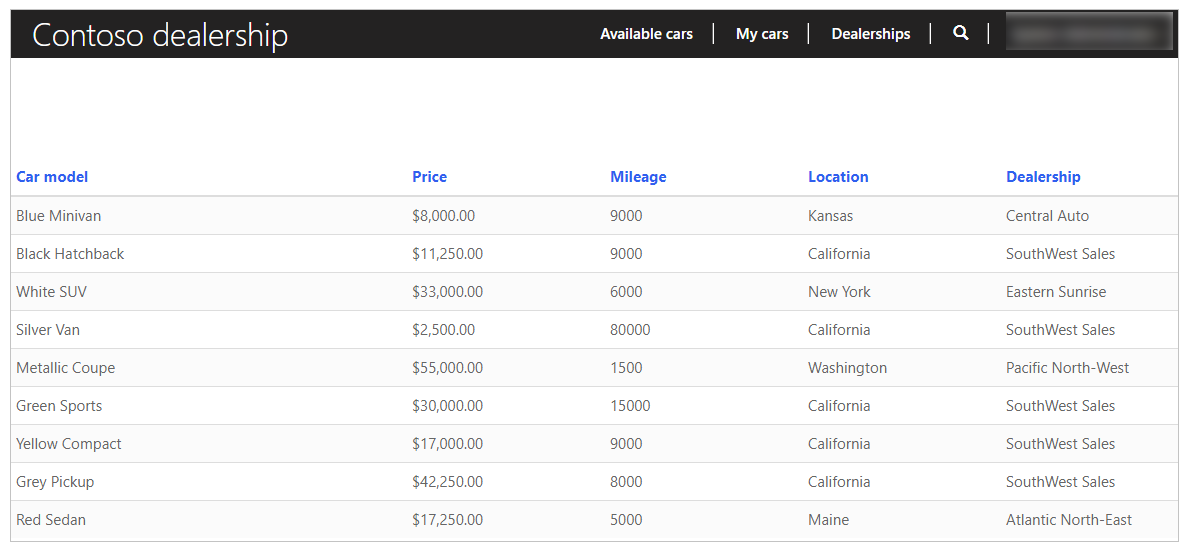 Contoso dealership Available cars My cars Dealerships
Car model Price Mileage Location Dealership
Blue Minivan $8,000.00 9000 Kansas Central Auto
Black Hatchback $11,250.00 9000 California SouthWest Sales
White SUV $33,000.00 6000 New York Eastern Sunrise
Silver Van $2,500.00 80000 California SouthWest Sales
Metallic Coupe $55,000.00 1500 Washington Pacific North-West
Green Sports $30,000.00 15000 California SouthWest Sales
Yellow Compact $17,000.00 9000 California SouthWest Sales
Grey Pickup $42,250.00 8000 California SouthWest Sales
Red Sedan $17,250.00 5000 Maine Atlantic North-East